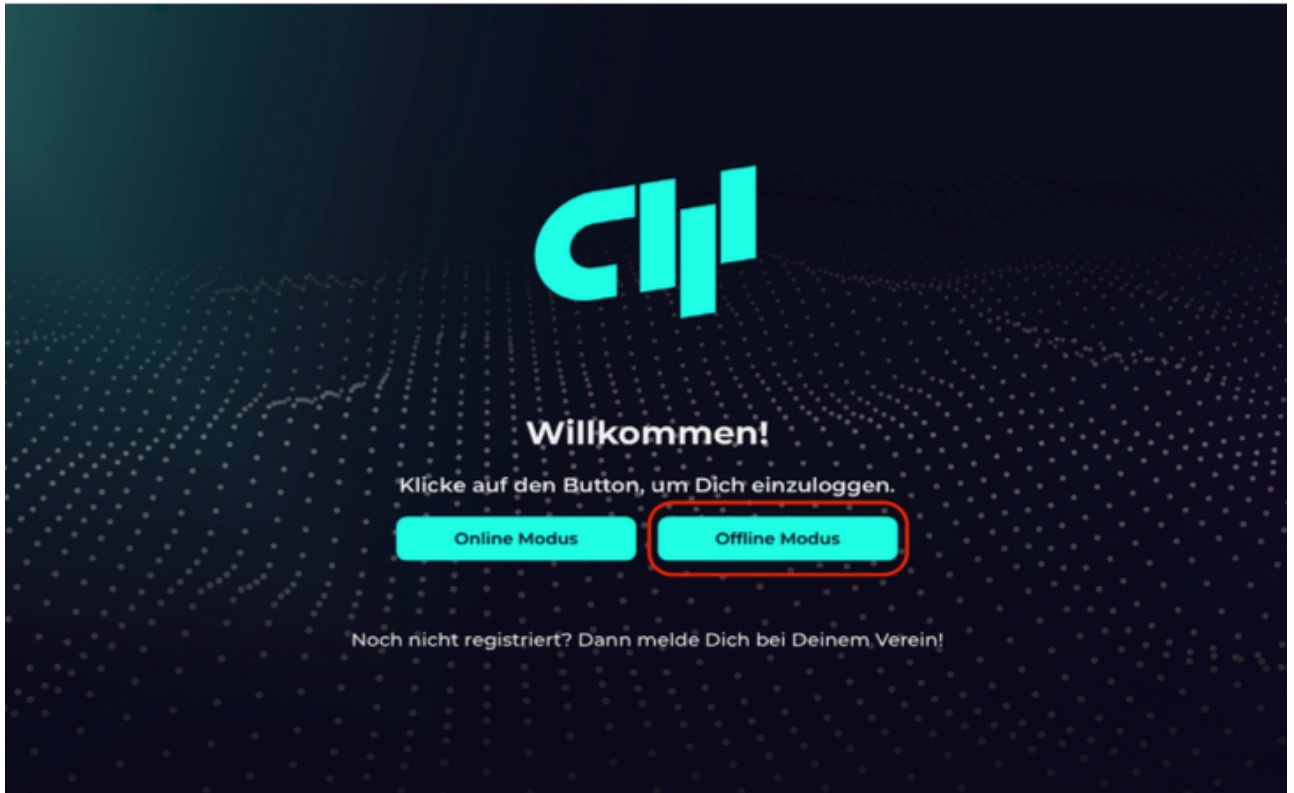 Willkommen!
Klicke auf den Button, um Dich einzuloggen.
Online Modus Offline Modus
Noch nicht registriert? Dann melde Dich bei Deinem Verein!